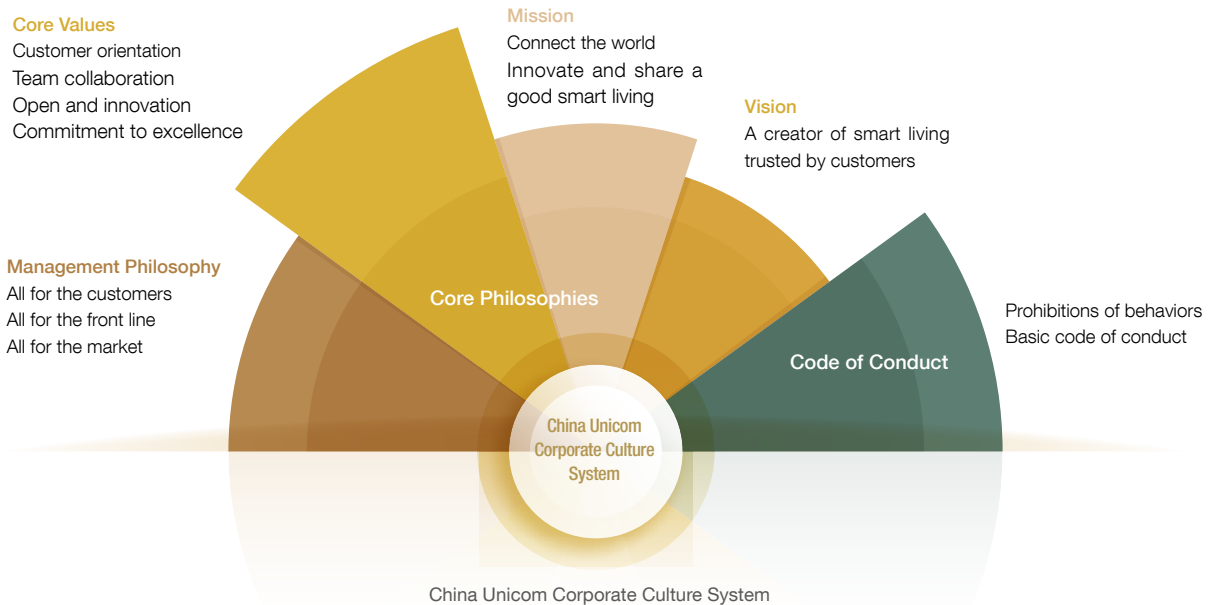 Core Values
Customer orientation
Team collaboration
Open and innovation
Commitment to excellence
Mission
Connect the world
Innovate and share a
good smart living
Vision
A creator of smart living
trusted by customers
Management Philosophy
All for the customers
All for the front line
All for the market
Core Philosophies
Prohibitions of behaviors
Basic code of conduct
Code of Conduct
China Unicom
Corporate Culture
System
China Unicom Corporate Culture System